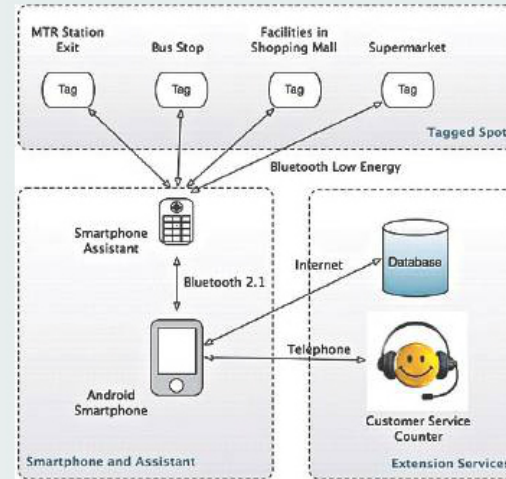 MTR Station
Exit
Bus Stop
Facilities in
Shopping Mall
Supermarket
Tag
Tag
Tag
Tag
Tagged Spot
Bluetooth Low Energy
Smartphone
Assistant
Bluetooth 2.1
Android
Smartphone
Smartphone and Assistant
Internet
Database
Telephone
Customer Service
Counter
Extension Services